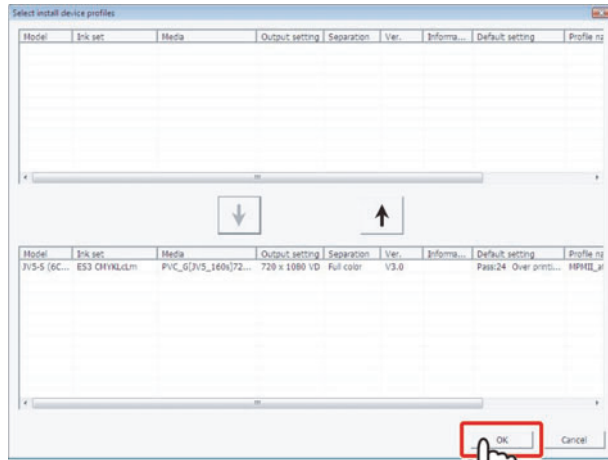 Select install device profiles
Model Ink set Media Output setting Separation Ver. Informa... Default setting Profile na
Model Ink set Media Output setting Separation Ver. Informa... Default setting Profile na
JV5-S (6C... ES3 CMYKLcLm PVC_G[JV5_160s]72... 720 x 1080 VD Full color V3.0 Pass:24 Over printi... MPMII_ar
OK Cancel